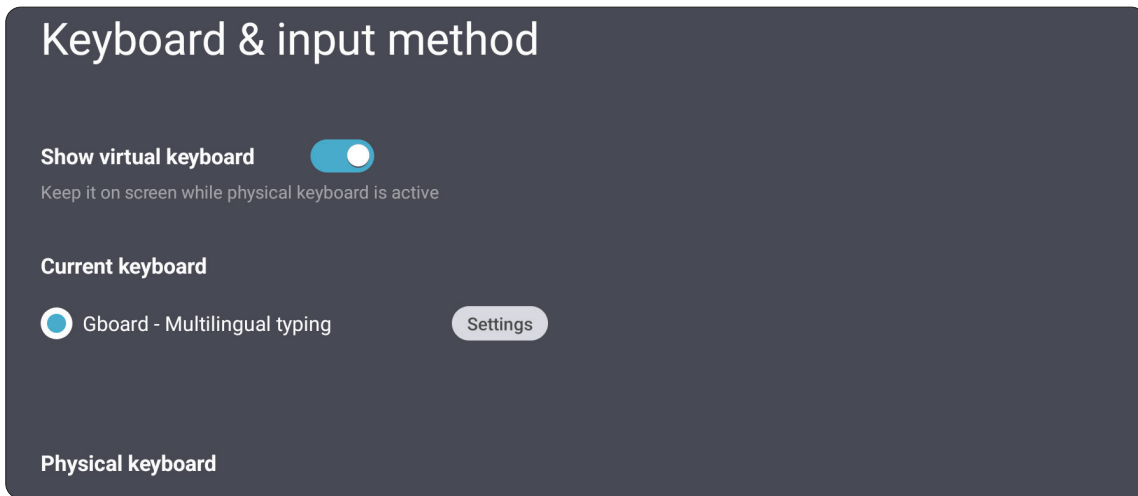 Keyboard & input method
Show virtual keyboard
Keep it on screen while physical keyboard is active
Current keyboard
Gboard - Multilingual typing
Settings
Physical keyboard